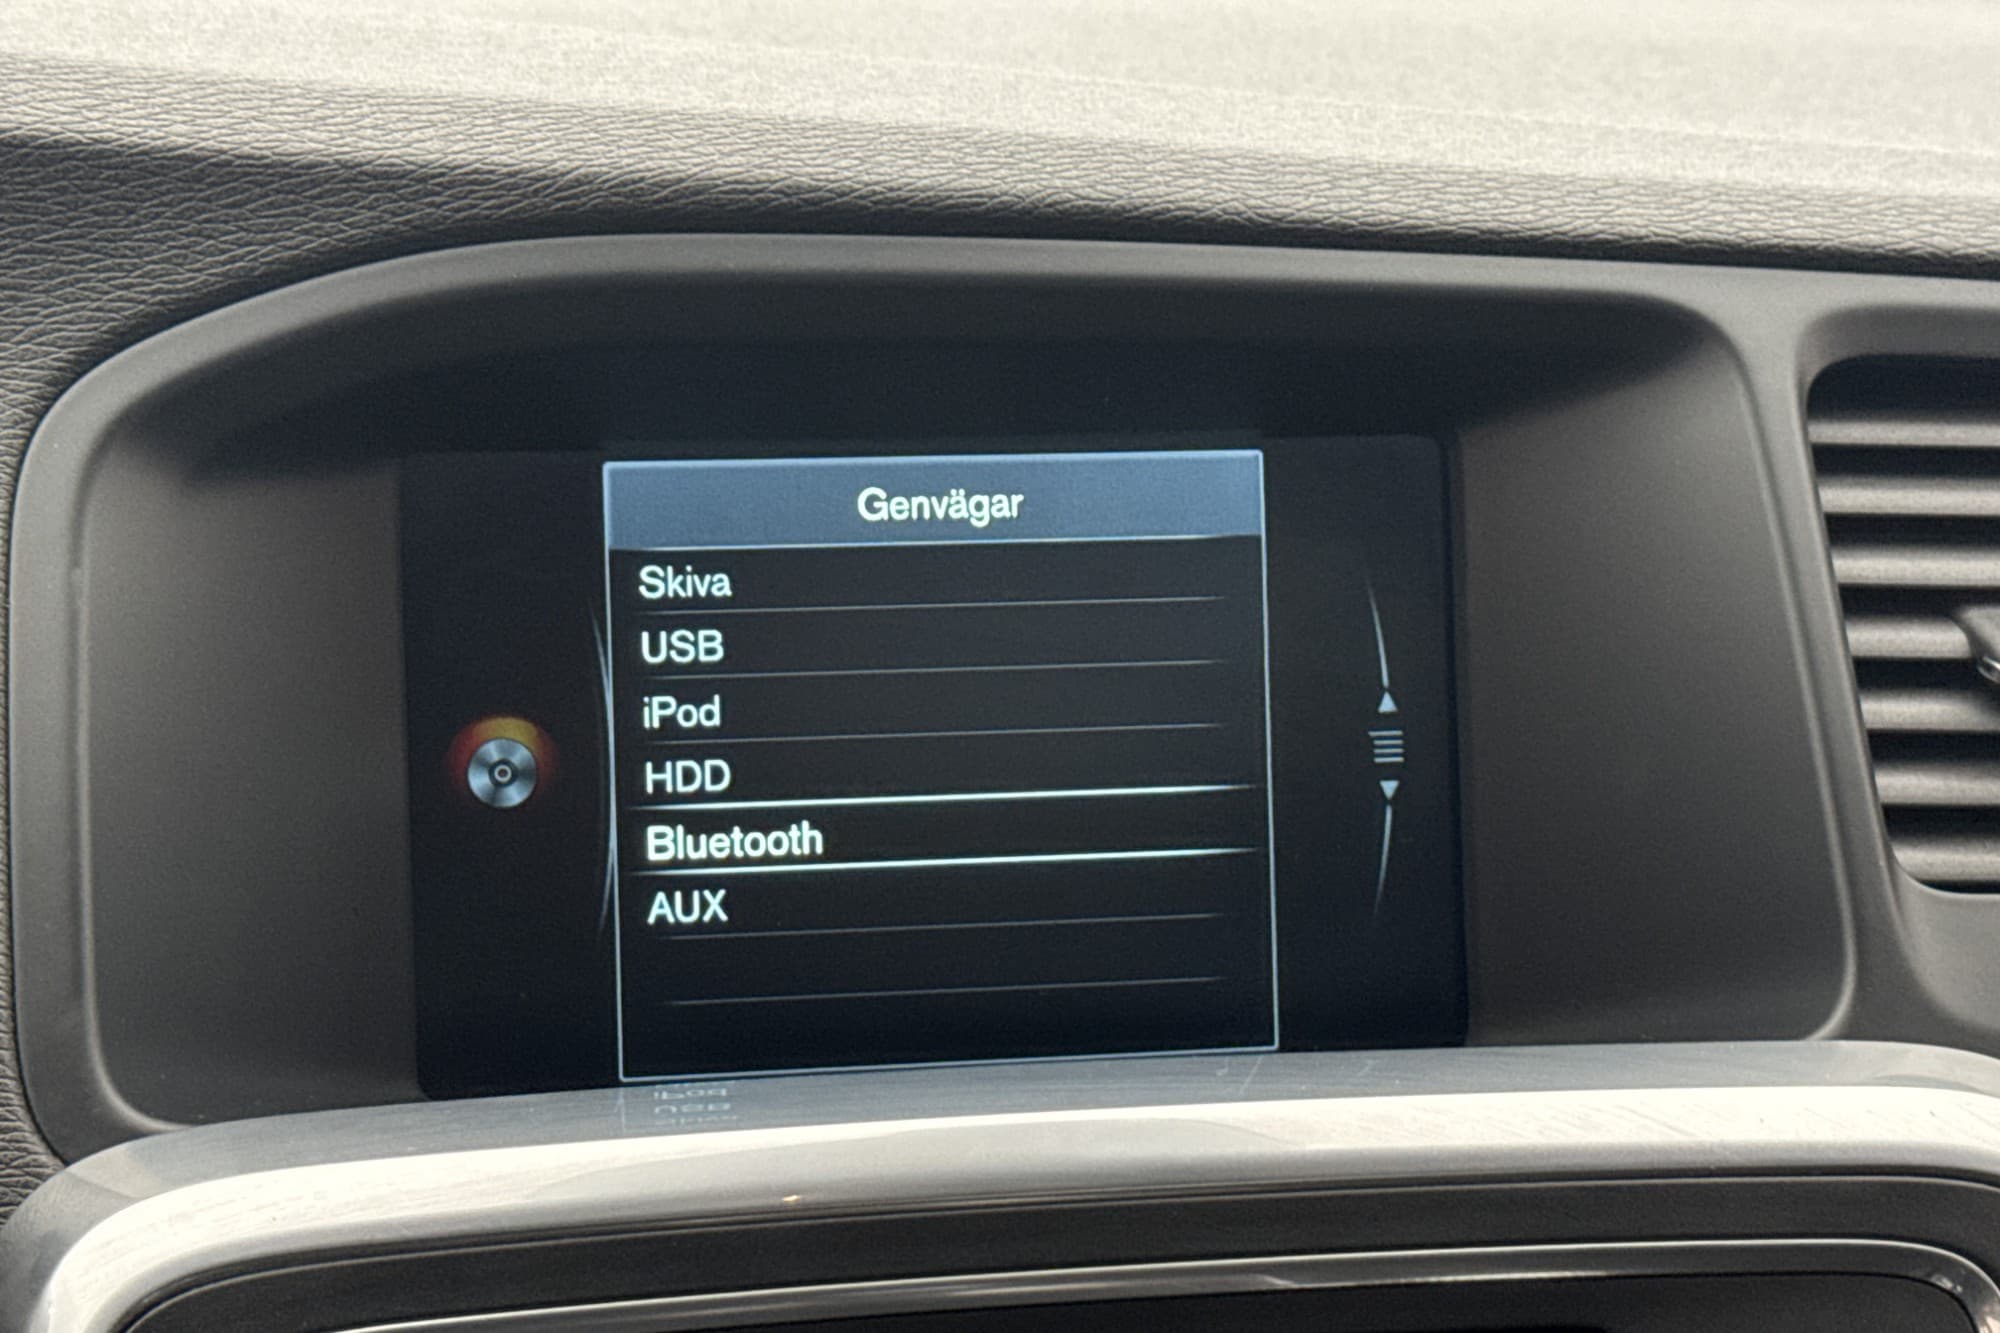 Genvägar
Skiva
USB
iPod
HDD
Bluetooth
AUX